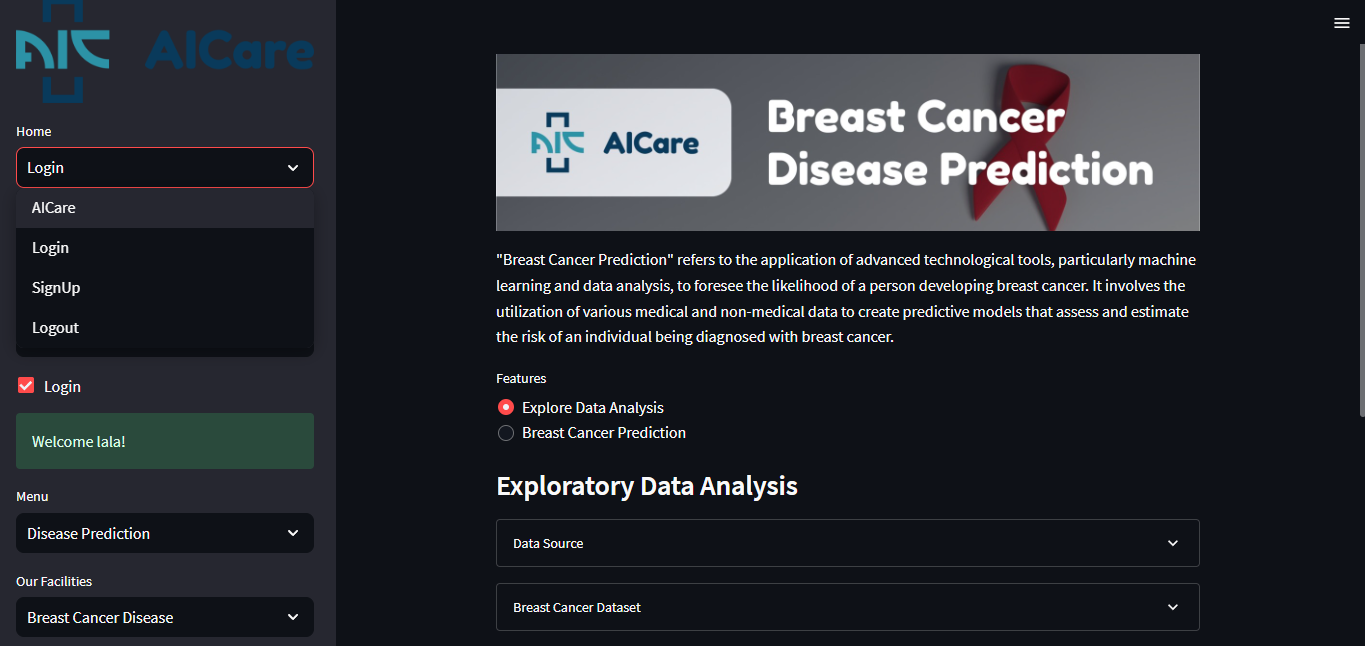 AIC AICare
Home
Login
AICare
Login
SignUp
Logout
Login
Welcome lala!
Menu
Disease Prediction
Our Facilities
Breast Cancer Disease
AIC AICare
Breast Cancer
Disease Prediction
"Breast Cancer Prediction" refers to the application of advanced technological tools, particularly machine
learning and data analysis, to foresee the likelihood of a person developing breast cancer. It involves the
utilization of various medical and non-medical data to create predictive models that assess and estimate
the risk of an individual being diagnosed with breast cancer.
Features
Explore Data Analysis
Breast Cancer Prediction
Exploratory Data Analysis
Data Source
Breast Cancer Dataset